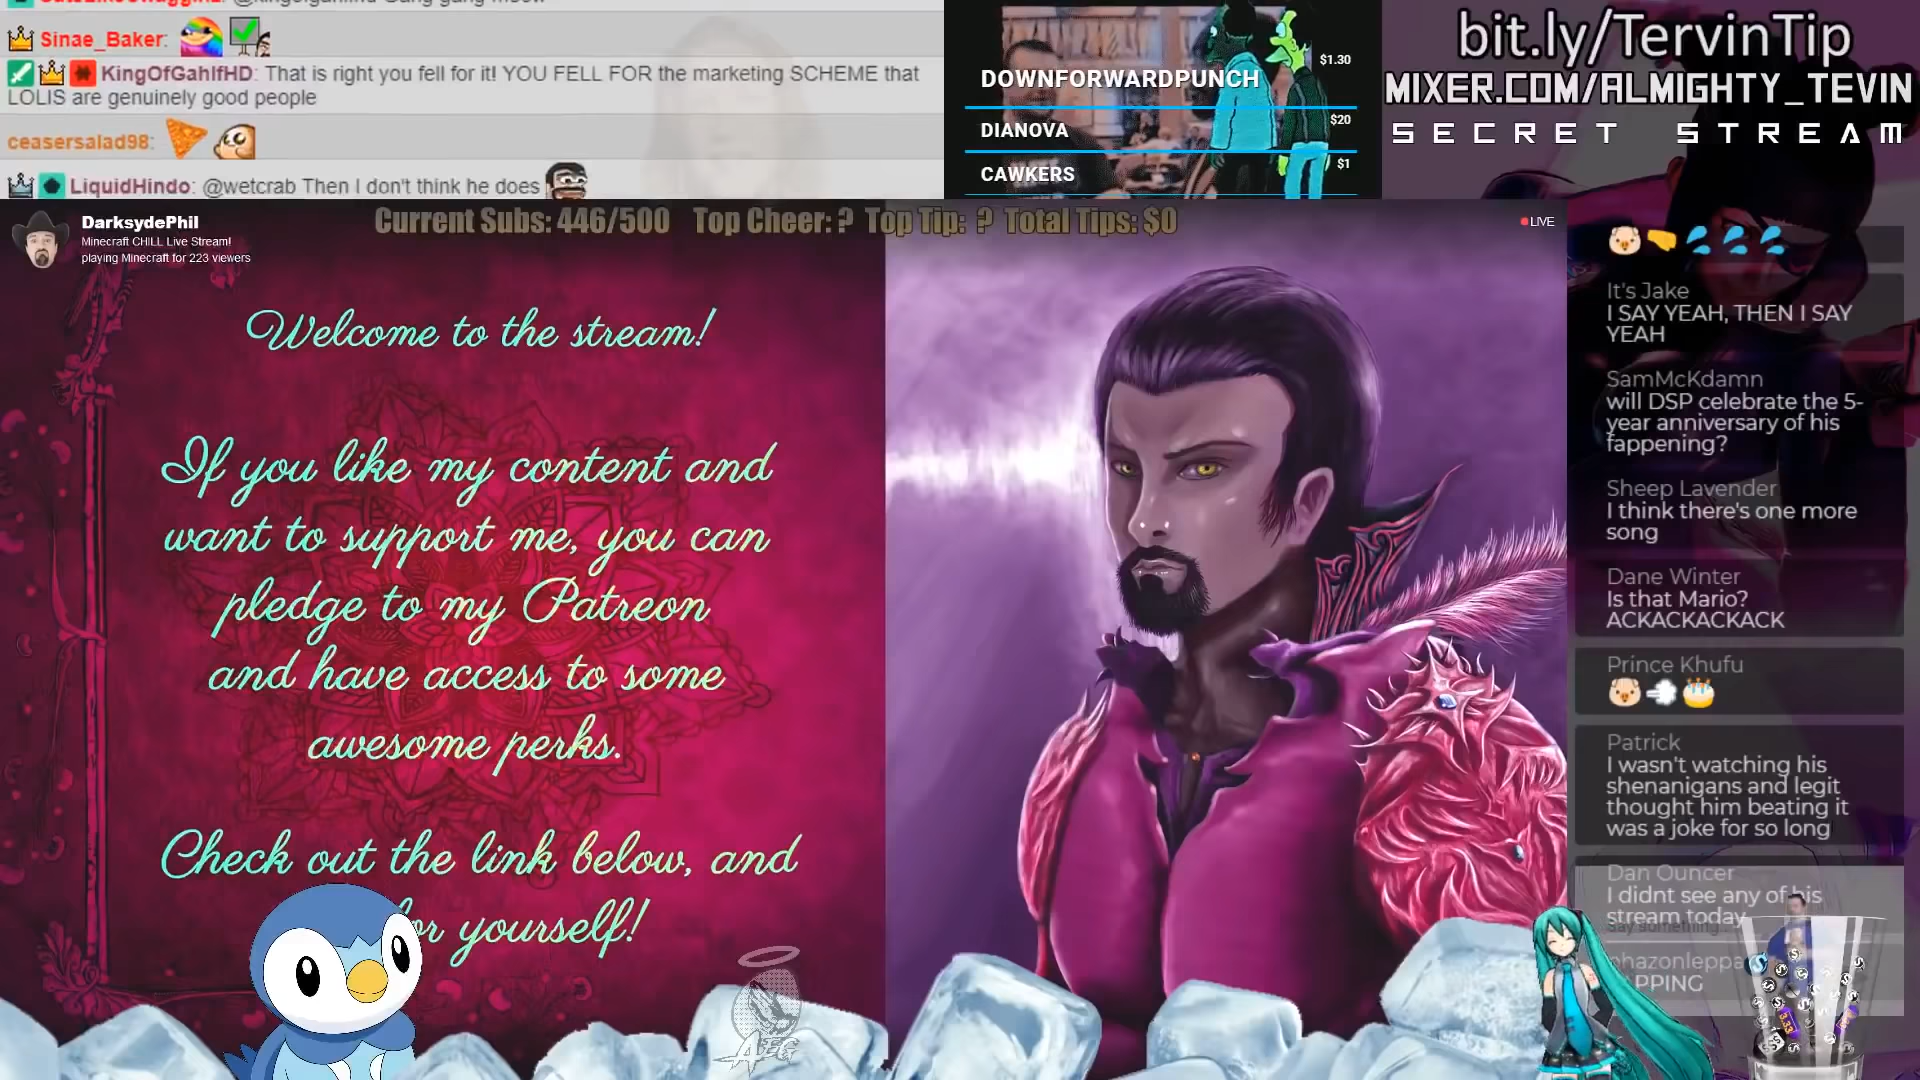 Sinae_Baker:
KingOfGahlfHD: That is right you fell for it! YOU FELL FOR the marketing SCHEME that
LOLIS are genuinely good people
ceasersalad98:
LiquidHindo: @wetcrab Then I don't think he does
DOWNFORWARDPUNCH $1.30
DIANOVA $20
CAWKERS $1
bit.ly/TervinTip
MIXER.COM/ALMIGHTY_TEVIN
SECRET STREAM
DarksydePhil
Minecraft CHILL Live Stream!
playing Minecraft for 223 viewers
Current Subs: 446/500 Top Cheer: ? Top Tip: ? Total Tips: $0
LIVE
Welcome to the stream!
If you like my content and
want to support me, you can
pledge to my Patreon
and have access to some
awesome perks.
Check out the link below, and
for yourself!
AEG
It's Jake
I SAY YEAH, THEN I SAY
YEAH
SamMcKdamn
will DSP celebrate the 5-
year anniversary of his
fappening?
Sheep Lavender
I think there's one more
song
Dane Winter
Is that Mario?
ACKACKACKACK
Prince Khufu
Patrick
I wasn't watching his
shenanigans and legit
thought him beating it
was a joke for so long
Dan Ouncer
I didnt see any of his
stream today
Say something...